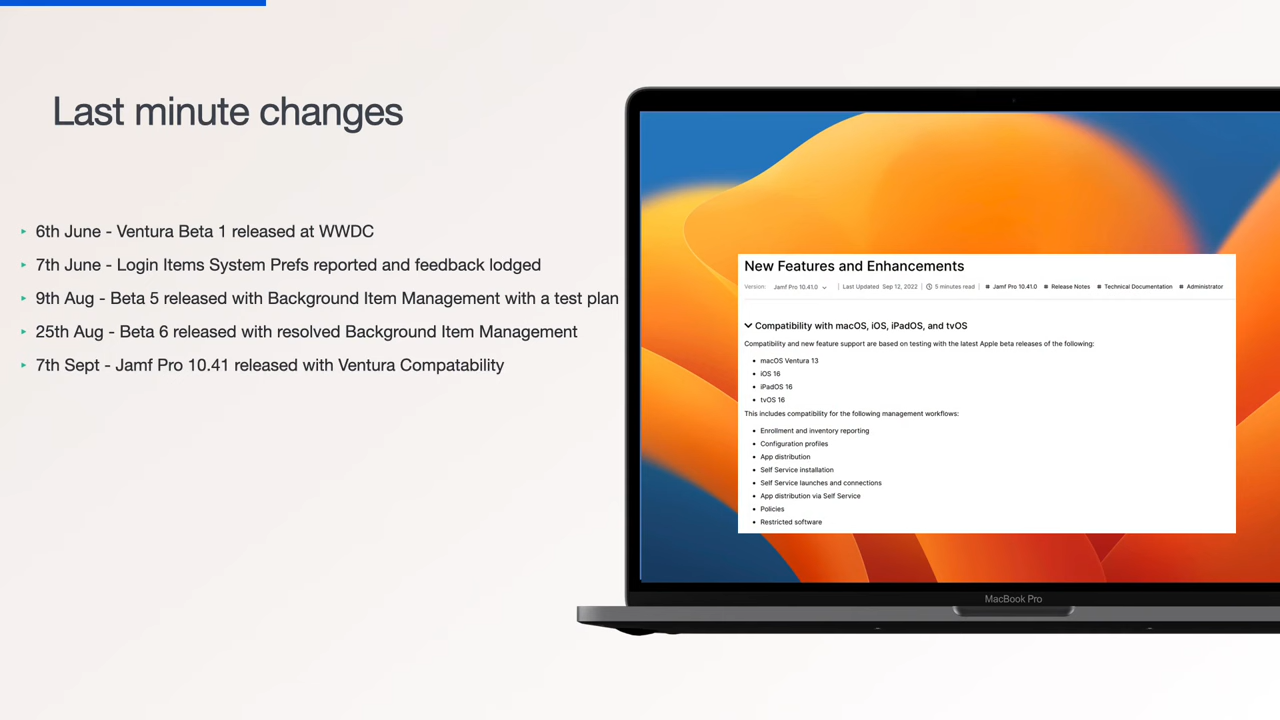 Last minute changes
6th June - Ventura Beta 1 released at WWDC
7th June - Login Items System Prefs reported and feedback lodged
9th Aug - Beta 5 released with Background Item Management with a test plan
25th Aug - Beta 6 released with resolved Background Item Management
7th Sept - Jamf Pro 10.41 released with Ventura Compatability
New Features and Enhancements
Version: Jamf Pro 10.41.0 | Last Updated Sep 12, 2022 | 5 minutes read | Jamf Pro 10.41.0 Release Notes Technical Documentation Administrator
Compatibility with macOS, iOS, iPadOS, and tvOS
Compatibility and new feature support are based on testing with the latest Apple beta releases of the following:
• macOS Ventura 13
• iOS 16
• iPadOS 16
• tvOS 16
This includes compatibility for the following management workflows:
• Enrollment and inventory reporting
• Configuration profiles
• App distribution
• Self Service installation
• Self Service launches and connections
• App distribution via Self Service
• Policies
• Restricted software
MacBook Pro